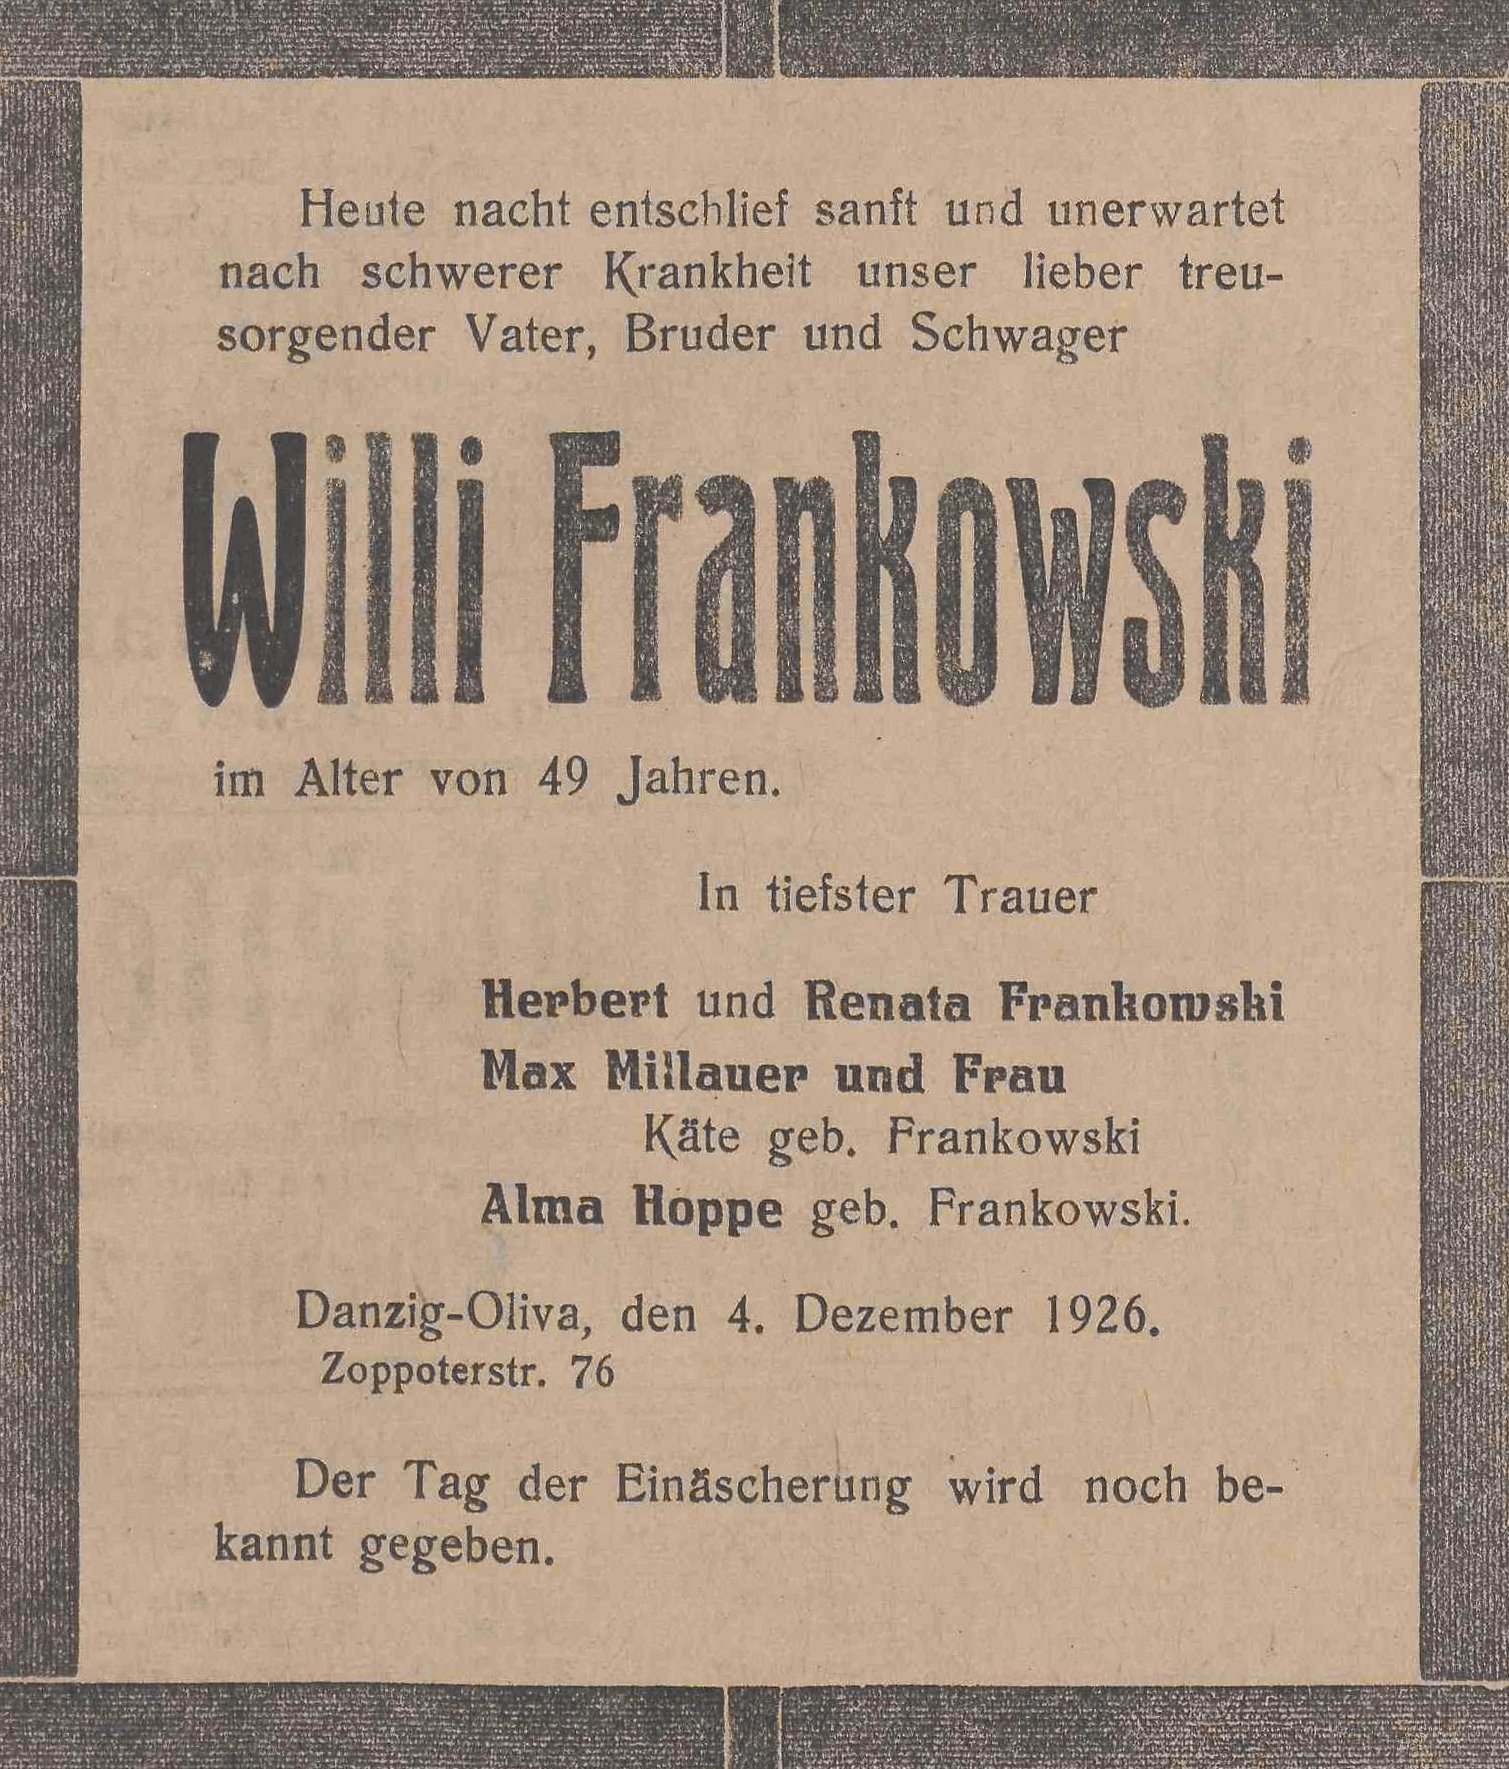 Heute nacht entschlief sanft und unerwartet
nach schwerer Krankheit unser lieber treu-
sorgender Vater, Bruder und Schwager
Willi Frankowski
im Alter von 49 Jahren.
In tiefster Trauer
Herbert und Renata Frankowski
Max Millauer und Frau
Käte geb. Frankowski
Alma Hoppe geb. Frankowski.
Danzig-Oliva, den 4. Dezember 1926.
Zoppoterstr. 76
Der Tag der Einäscherung wird noch be-
kannt gegeben.